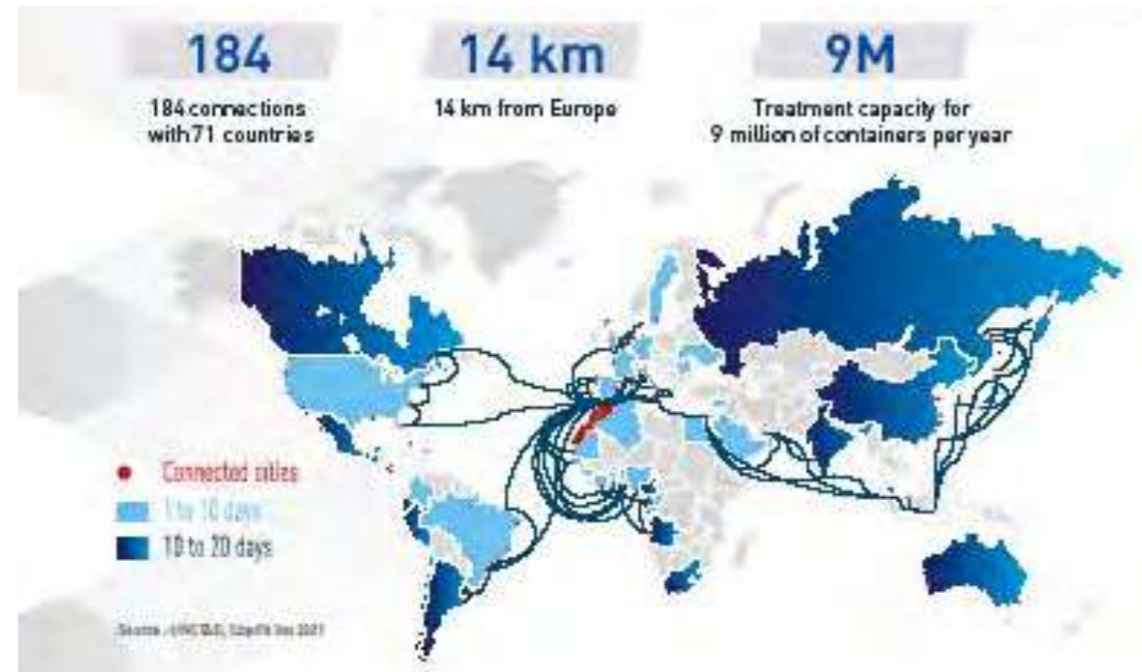 184
14 km
9M
184 connections
with 71 countries
14 km from Europe
Treatment capacity for
9 million of containers per year
Connected cities
1 to 10 days
10 to 20 days